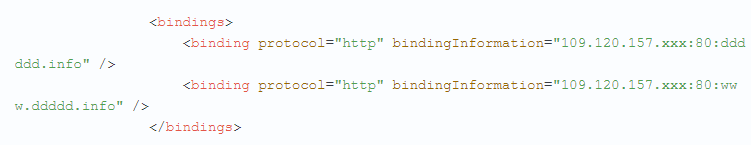 <bindings>
<binding protocol="http" bindingInformation="109.120.157.xxx:80:ddd
ddd.info" />
<binding protocol="http" bindingInformation="109.120.157.xxx:80:ww
w.ddddd.info" />
</bindings>